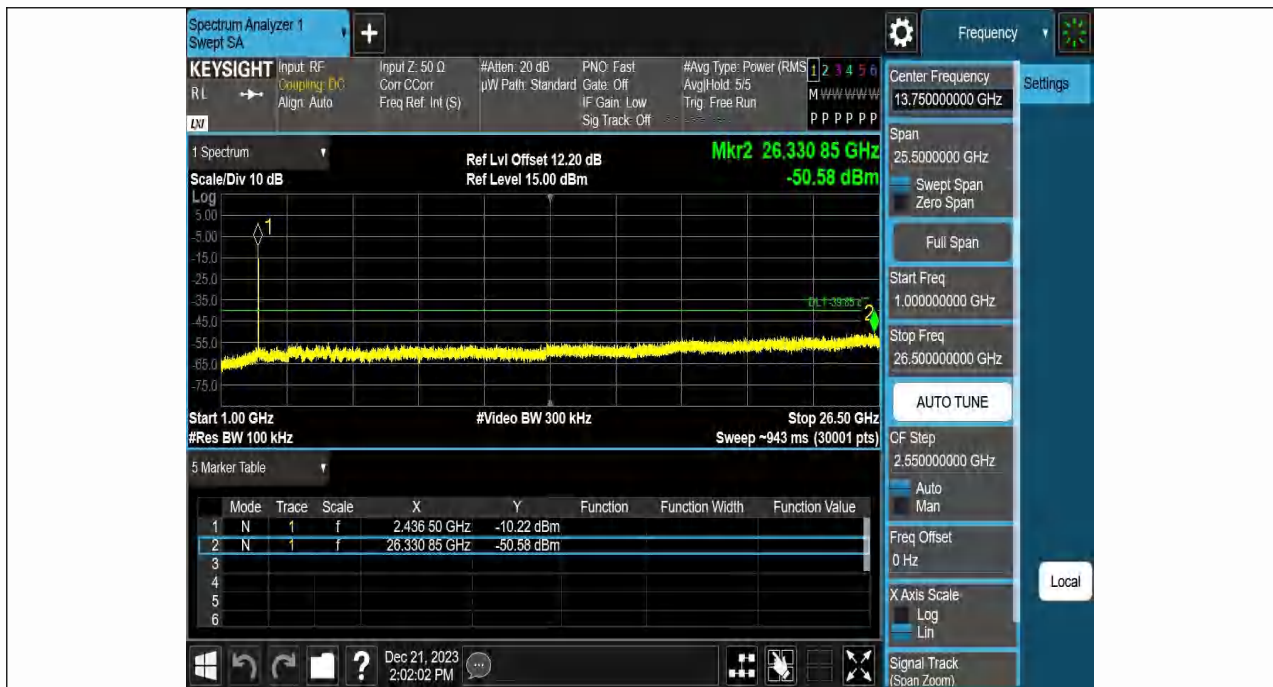 Spectrum Analyzer 1
Swept SA
+
Frequency
KEYSIGHT
RL
LXI
Input: RF
Coupling: DC
Align: Auto
Input Z: 50 Ω
Corr CCorr
Freq Ref: Int (S)
#Atten: 20 dB
µW Path: Standard
PNO: Fast
Gate: Off
IF Gain: Low
Sig Track: Off
#Avg Type: Power (RMS
Avg|Hold: 5/5
Trig: Free Run
1 2 3 4 5 6
M W W W W W
P P P P P P
1 Spectrum
Scale/Div 10 dB
Ref Lvl Offset 12.20 dB
Ref Level 15.00 dBm
Mkr2 26.330 85 GHz
-50.58 dBm
Log
5.00
-5.00
-15.0
-25.0
-35.0
-45.0
-55.0
-65.0
-75.0
1
2
Start 1.00 GHz
#Video BW 300 kHz
Stop 26.50 GHz
#Res BW 100 kHz
Sweep ~943 ms (30001 pts)
5 Marker Table
Mode Trace Scale X Y Function Function Width Function Value
1 N 1 f 2.436 50 GHz -10.22 dBm
2 N 1 f 26.330 85 GHz -50.58 dBm
3
4
5
6
?
Dec 21, 2023
2:02:02 PM
Center Frequency
13.750000000 GHz
Settings
Span
25.5000000 GHz
Swept Span
Zero Span
Full Span
Start Freq
1.000000000 GHz
Stop Freq
26.500000000 GHz
AUTO TUNE
CF Step
2.550000000 GHz
Auto
Man
Freq Offset
0 Hz
Local
X Axis Scale
Log
Lin
Signal Track
(Span Zoom)